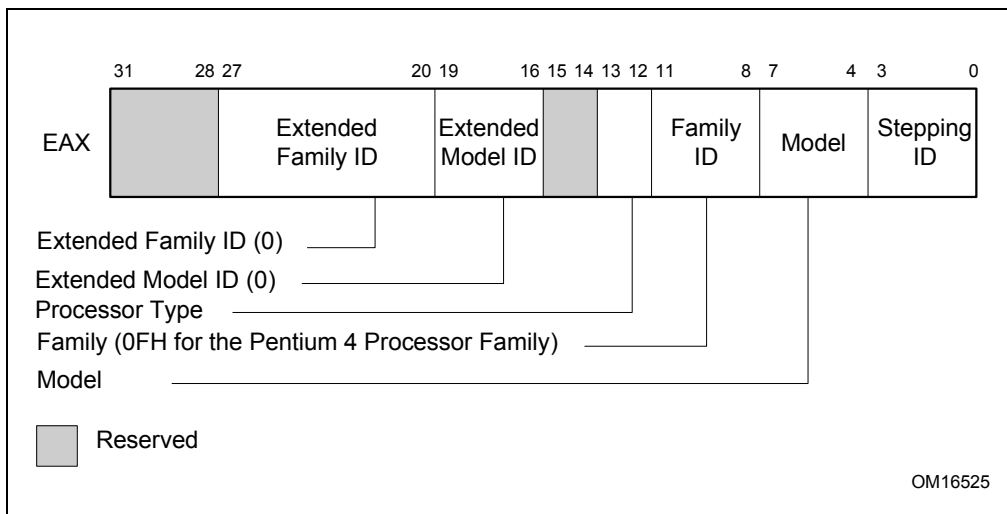 31 28 27 20 19 16 15 14 13 12 11 8 7 4 3 0
EAX
Extended Family ID
Extended Model ID
Family ID
Model
Stepping ID
Extended Family ID (0)
Extended Model ID (0)
Processor Type
Family (0FH for the Pentium 4 Processor Family)
Model
Reserved
OM16525